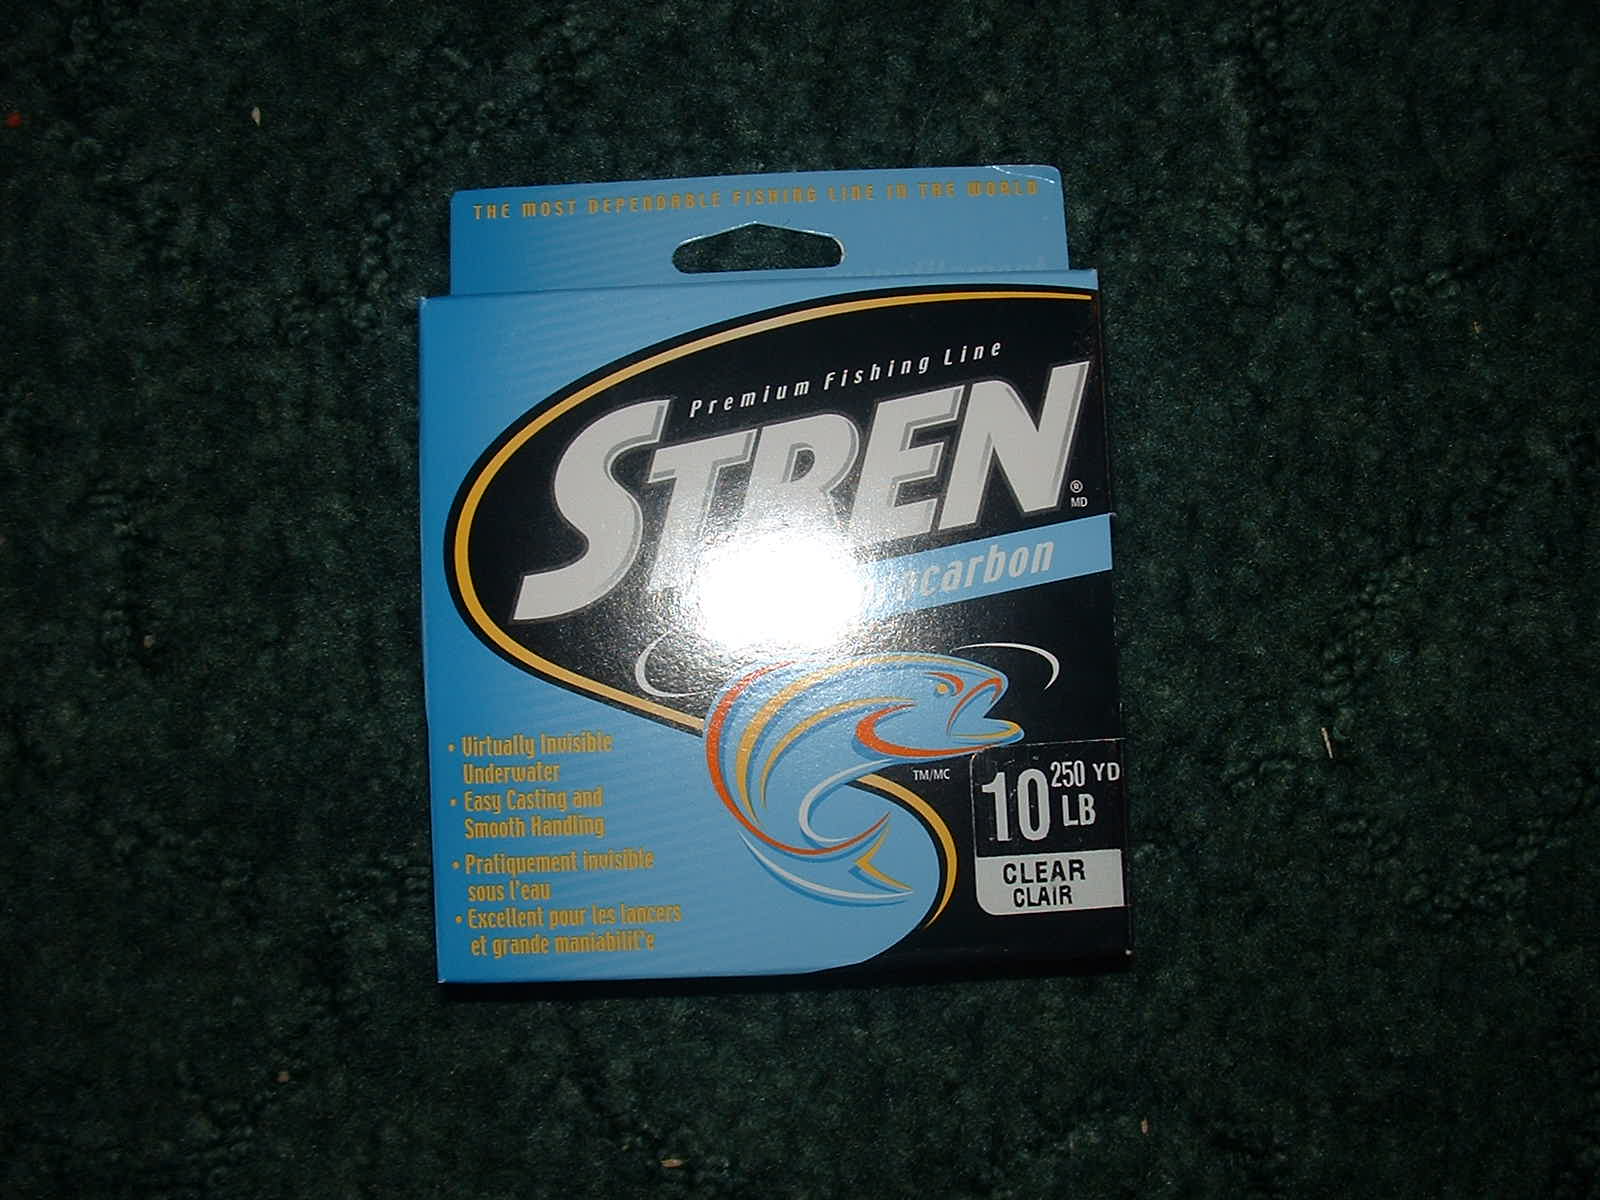 THE MOST DEPENDABLE FISHING LINE IN THE WORLD
Premium Fishing Line
STREN
®
MD
TM/MC
• Virtually Invisible
Underwater
• Easy Casting and
Smooth Handling
• Pratiquement invisible
sous l'eau
• Excellent pour les lancers
et grande maniabilit'e
250 YD
10 LB
CLEAR
CLAIR